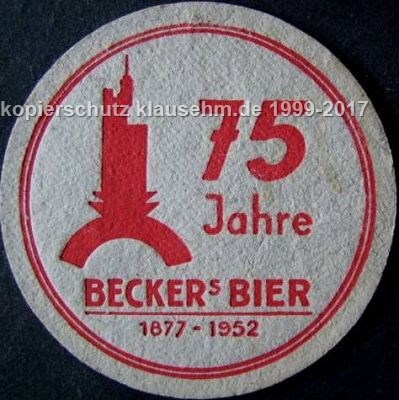 kopierschutz klausehm.de 1999-2017
75
Jahre
BECKERS BIER
1877 - 1952